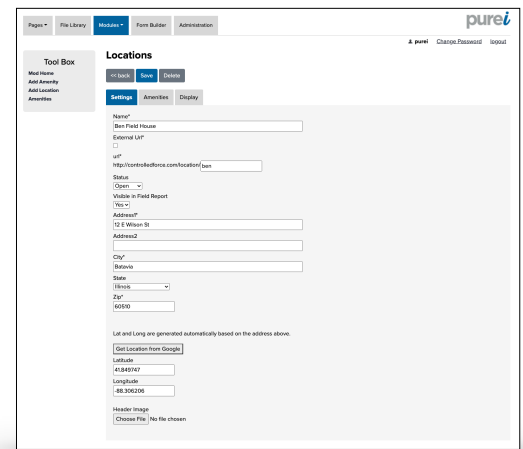 Pages File Library Modules Form Builder Administration
purei
purei Change Password logout
Tool Box
Mod Home
Add Amenity
Add Location
Amenities
Locations
<< back Save Delete
Settings Amenities Display
Name*
Ben Field House
External Url*
url*
http://controlledforce.com/location/ ben
Status
Open
Visible in Field Report
Yes
Address1*
12 E Wilson St
Address2
City*
Batavia
State
Illinois
Zip*
60510
Lat and Long are generated automatically based on the address above.
Get Location from Google
Latitude
41.849747
Longitude
-88.306206
Header Image
Choose File No file chosen